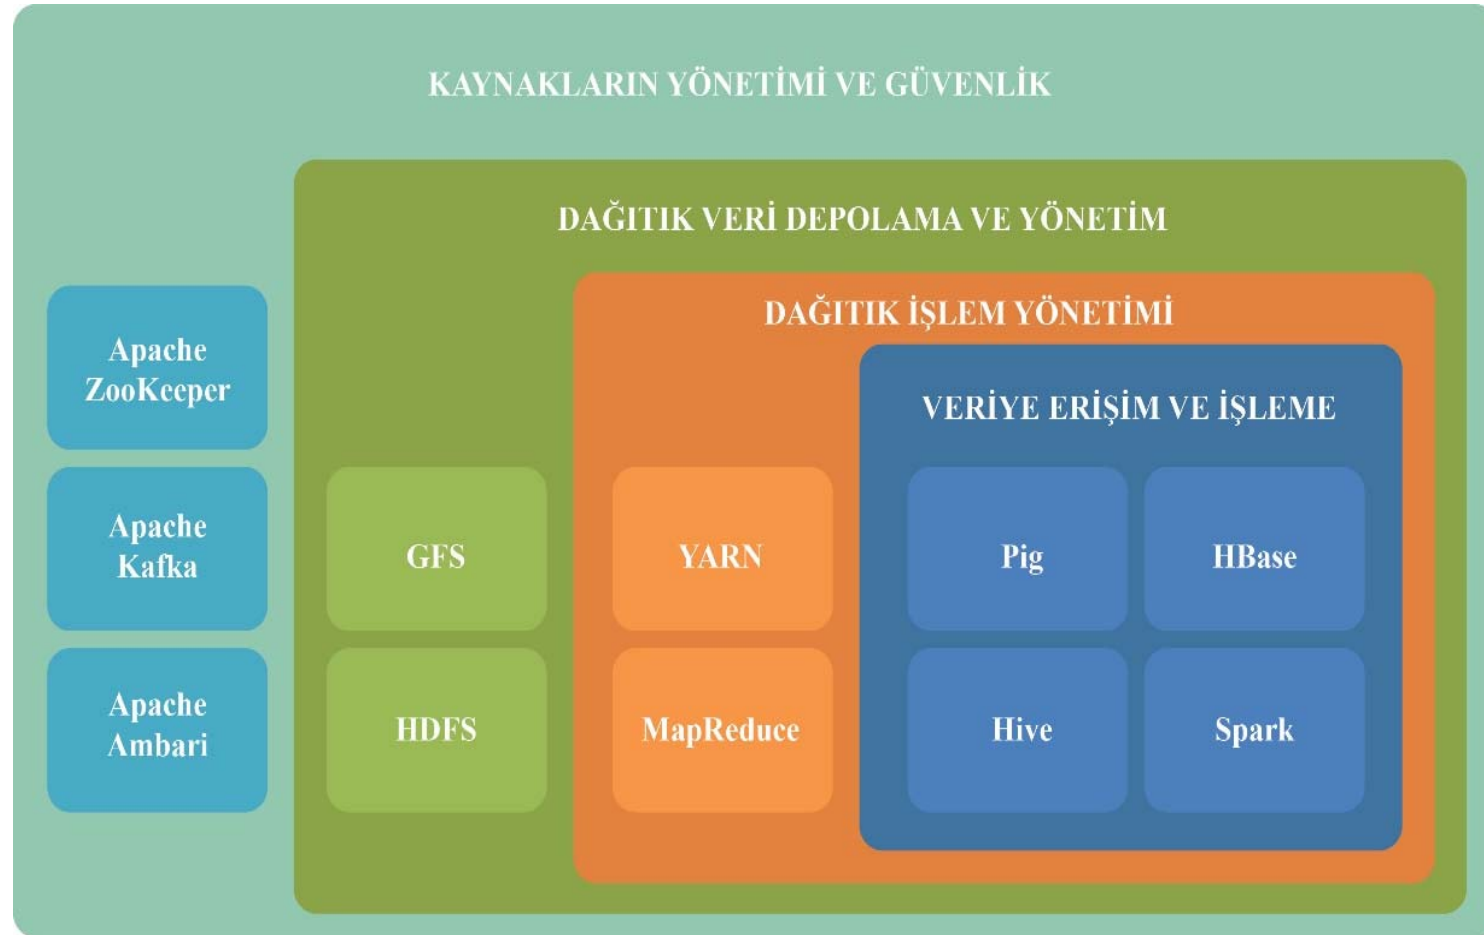 KAYNAKLARIN YÖNETİMİ VE GÜVENLİK
DAĞITIK VERİ DEPOLAMA VE YÖNETİM
DAĞITIK İŞLEM YÖNETİMİ
VERİYE ERİŞİM VE İŞLEME
Apache
ZooKeeper
Apache
Kafka
Apache
Ambari
GFS
HDFS
YARN
MapReduce
Pig
HBase
Hive
Spark